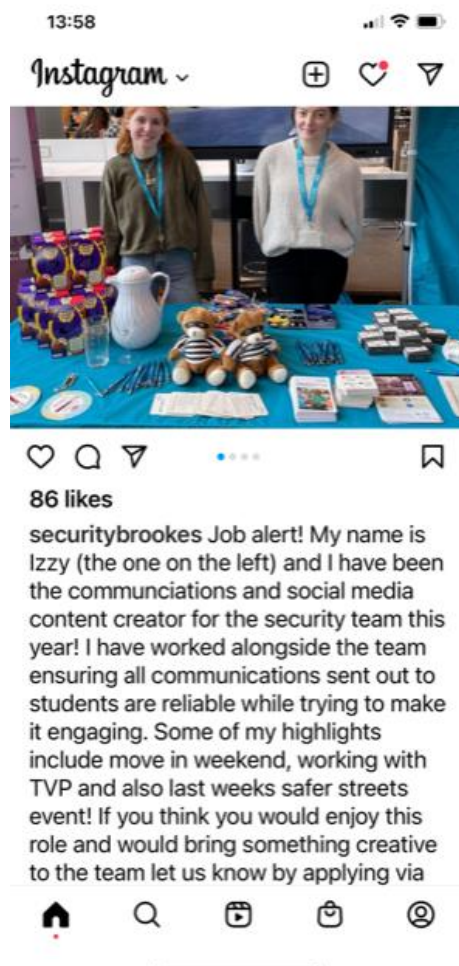 13:58
Instagram
86 likes
securitybrookes Job alert! My name is
Izzy (the one on the left) and I have been
the communciations and social media
content creator for the security team this
year! I have worked alongside the team
ensuring all communications sent out to
students are reliable while trying to make
it engaging. Some of my highlights
include move in weekend, working with
TVP and also last weeks safer streets
event! If you think you would enjoy this
role and would bring something creative
to the team let us know by applying via